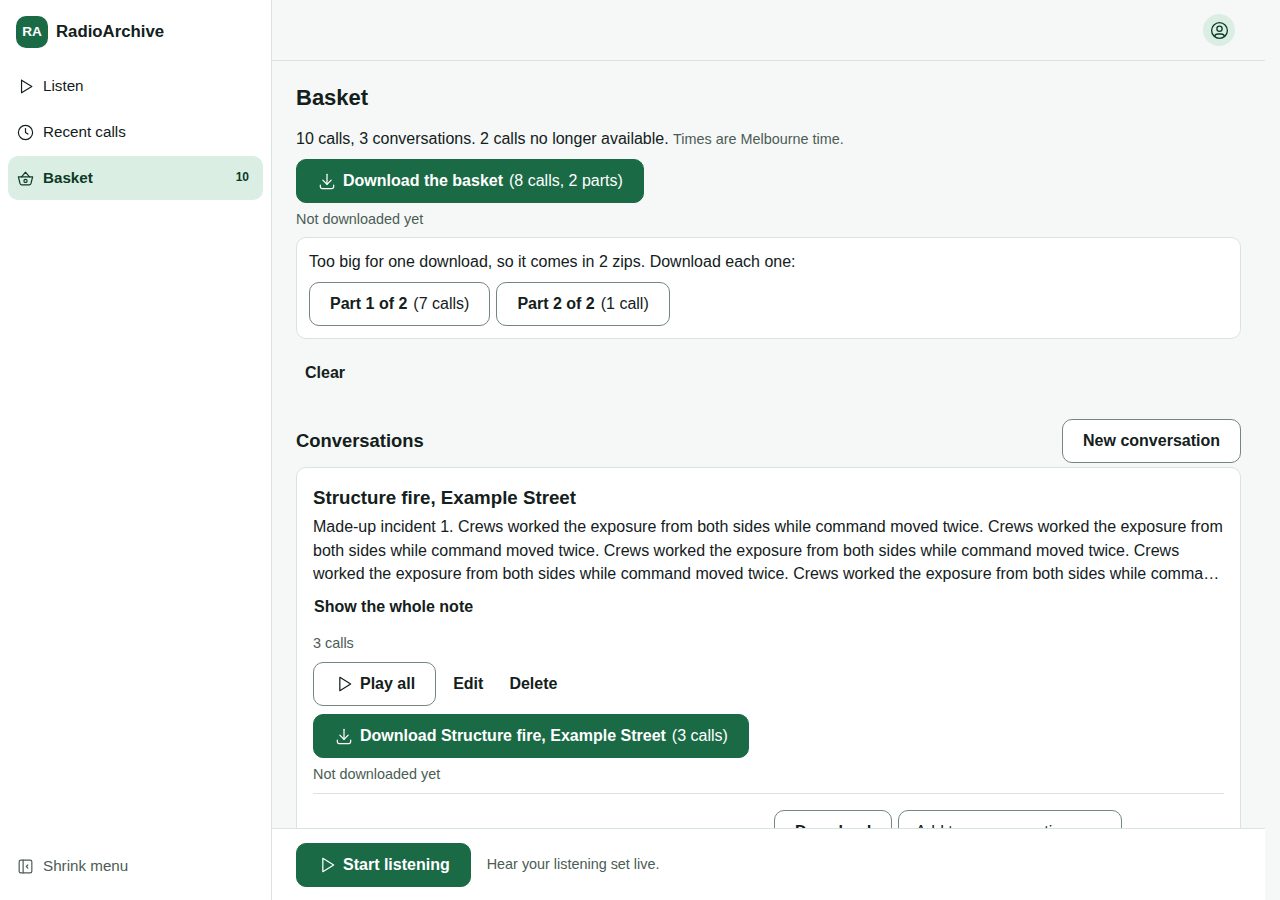 RA RadioArchive
Listen
Recent calls
Basket 10
Shrink menu
Basket
10 calls, 3 conversations. 2 calls no longer available. Times are Melbourne time.
Download the basket (8 calls, 2 parts)
Not downloaded yet
Too big for one download, so it comes in 2 zips. Download each one:
Part 1 of 2 (7 calls) Part 2 of 2 (1 call)
Clear
Conversations New conversation
Structure fire, Example Street
Made-up incident 1. Crews worked the exposure from both sides while command moved twice. Crews worked the exposure from
both sides while command moved twice. Crews worked the exposure from both sides while command moved twice. Crews
worked the exposure from both sides while command moved twice. Crews worked the exposure from both sides while comma…
Show the whole note
3 calls
Play all Edit Delete
Download Structure fire, Example Street (3 calls)
Not downloaded yet
Start listening Hear your listening set live.